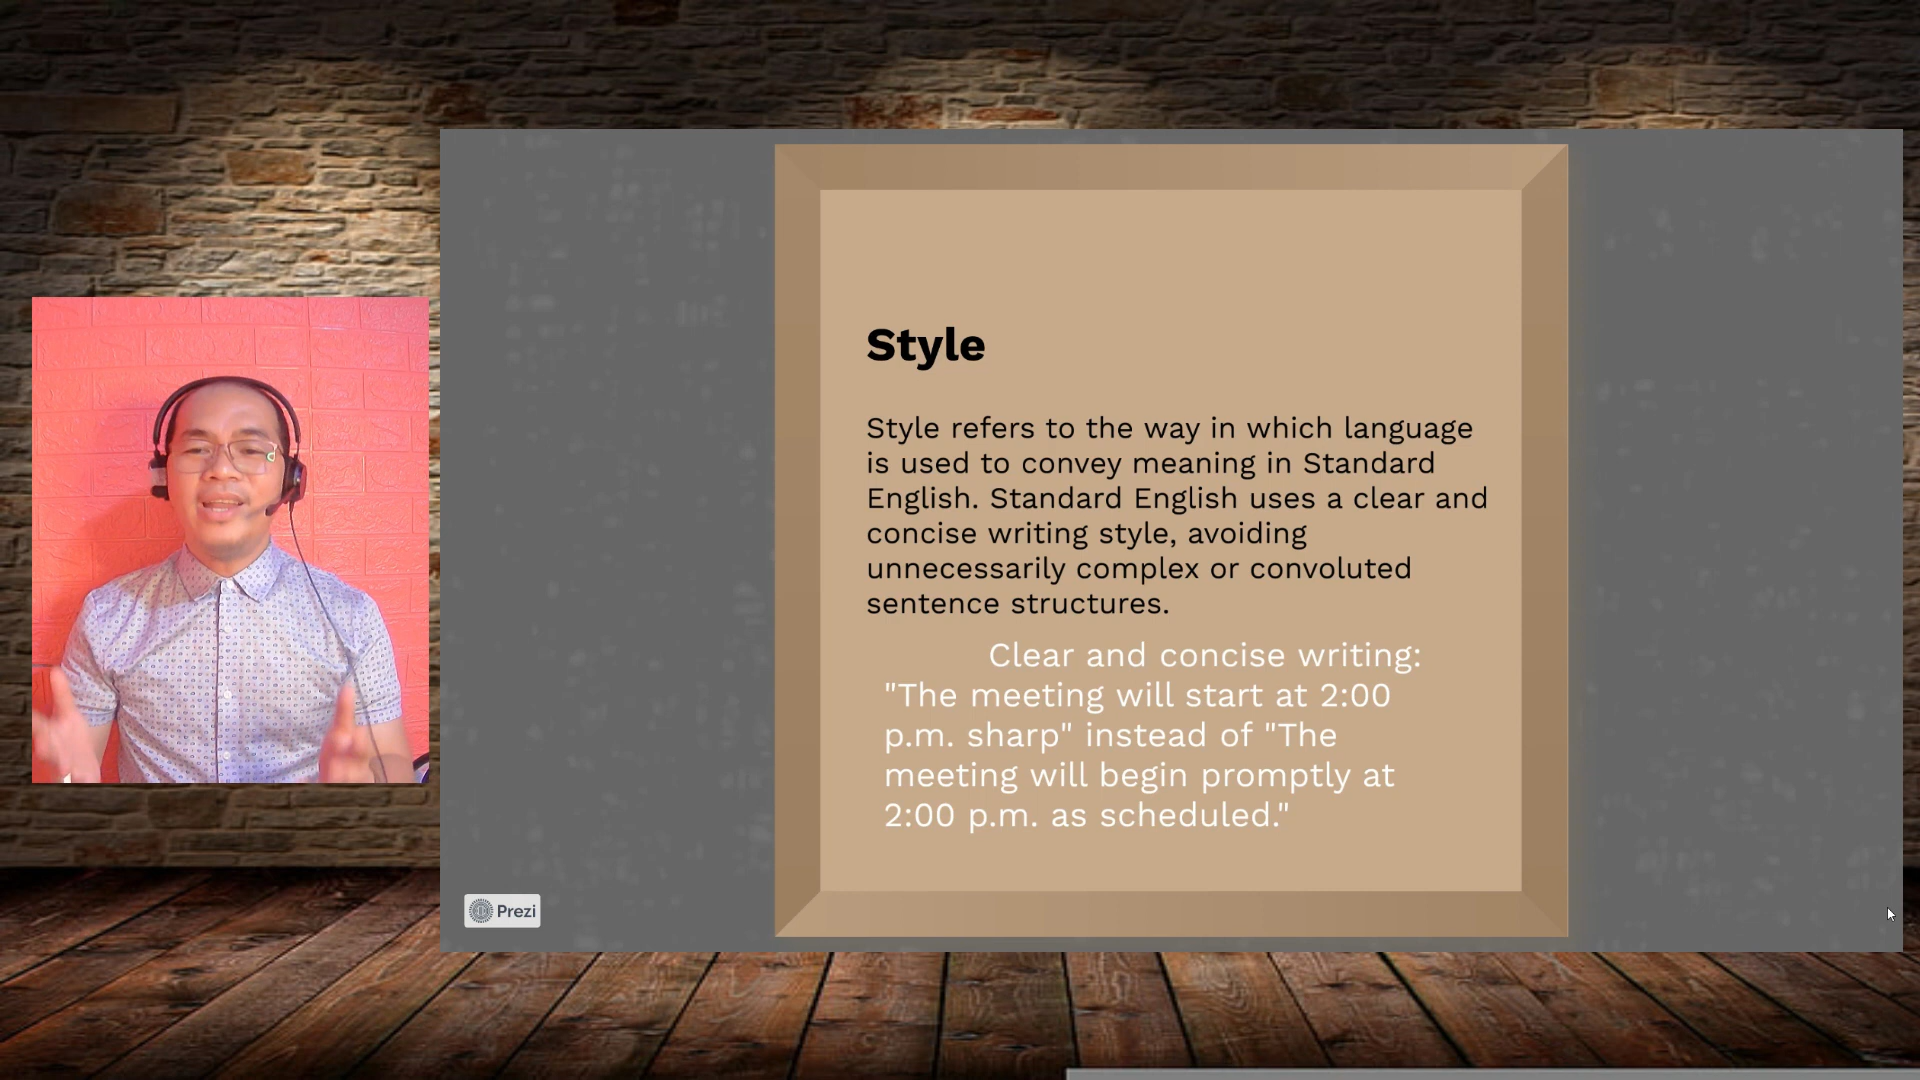 Style
Style refers to the way in which language
is used to convey meaning in Standard
English. Standard English uses a clear and
concise writing style, avoiding
unnecessarily complex or convoluted
sentence structures.
Clear and concise writing:
"The meeting will start at 2:00
p.m. sharp" instead of "The
meeting will begin promptly at
2:00 p.m. as scheduled."
Prezi